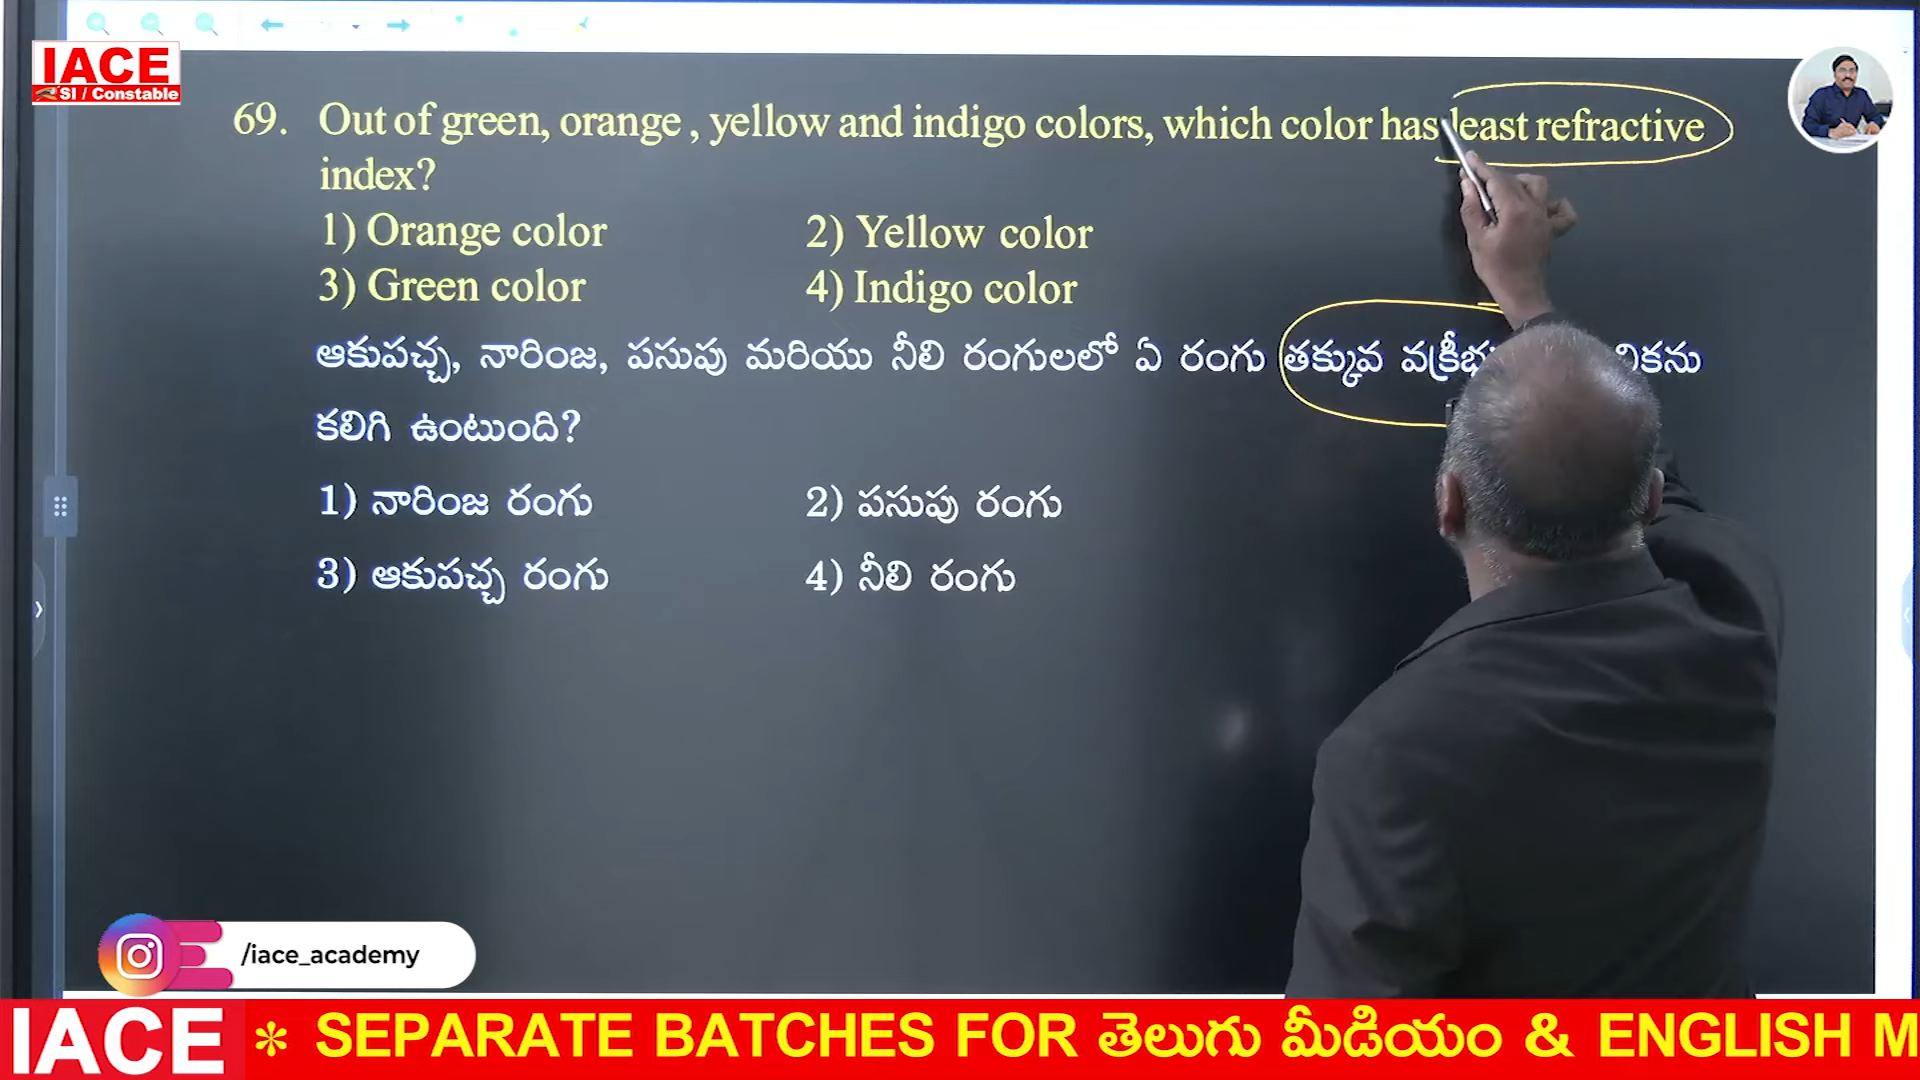 IACE
SI / Constable
69. Out of green, orange , yellow and indigo colors, which color has least refractive
index?
1) Orange color 2) Yellow color
3) Green color 4) Indigo color
ఆకుపచ్చ, నారింజ, పసుపు మరియు నీలి రంగులలో ఏ రంగు తక్కువ
కలిగి ఉంటుంది?
1) నారింజ రంగు 2) పసుపు రంగు
3) ఆకుపచ్చ రంగు 4) నీలి రంగు
/iace_academy
IACE * SEPARATE BATCHES FOR తెలుగు మీడియం & ENGLISH M